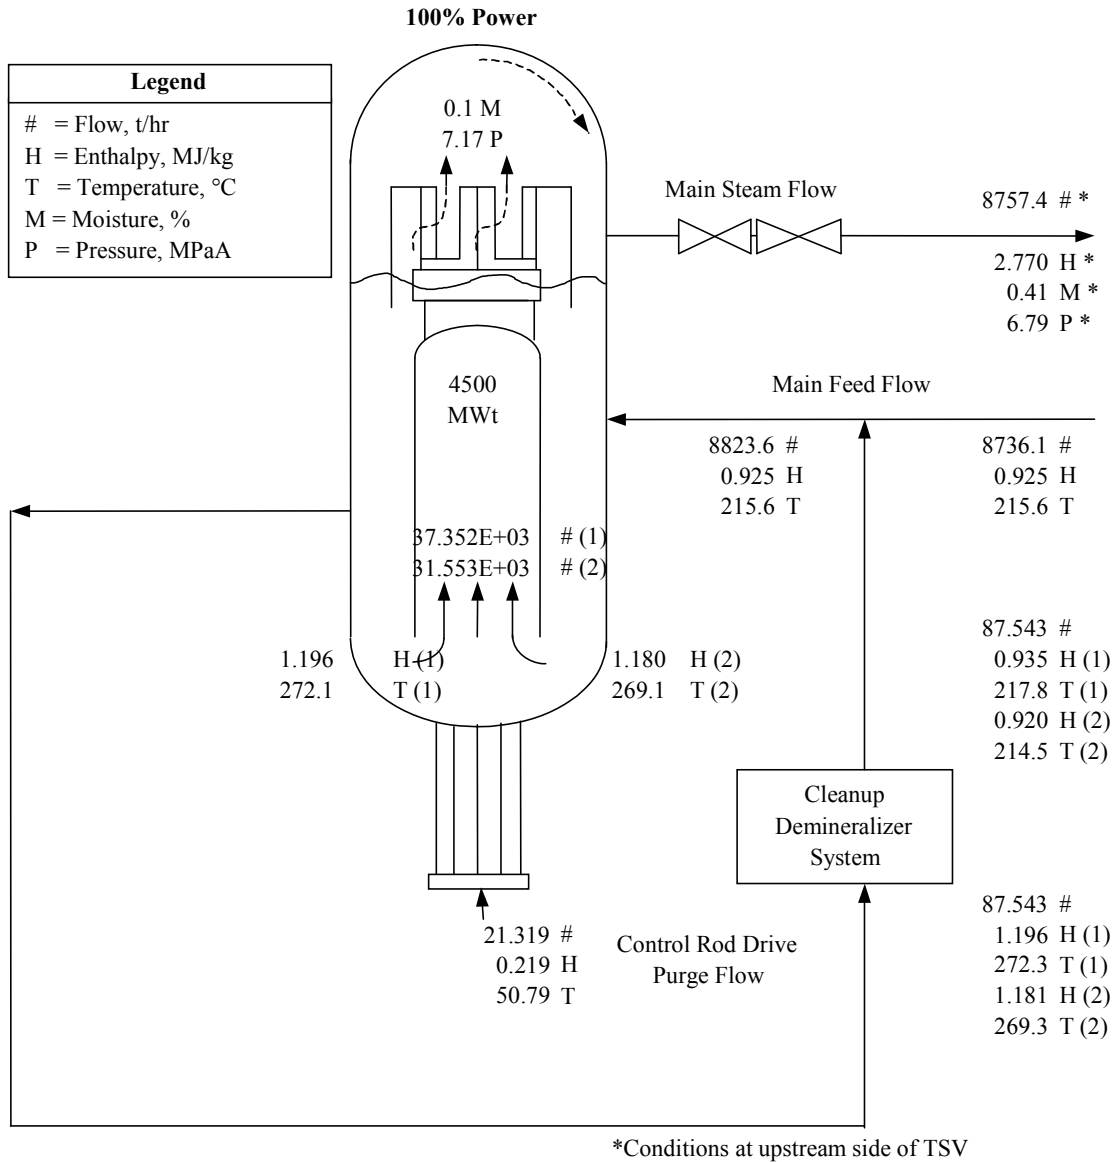 100% Power
Legend
# = Flow, t/hr
H = Enthalpy, MJ/kg
T = Temperature, °C
M = Moisture, %
P = Pressure, MPaA
0.1 M
7.17 P
Main Steam Flow
8757.4 # *
2.770 H *
0.41 M *
6.79 P *
4500
MWt
Main Feed Flow
8823.6 #
0.925 H
215.6 T
8736.1 #
0.925 H
215.6 T
37.352E+03 # (1)
31.553E+03 # (2)
1.196 H (1)
272.1 T (1)
1.180 H (2)
269.1 T (2)
87.543 #
0.935 H (1)
217.8 T (1)
0.920 H (2)
214.5 T (2)
Cleanup
Demineralizer
System
87.543 #
1.196 H (1)
272.3 T (1)
1.181 H (2)
269.3 T (2)
21.319 #
0.219 H
50.79 T
Control Rod Drive
Purge Flow
*Conditions at upstream side of TSV